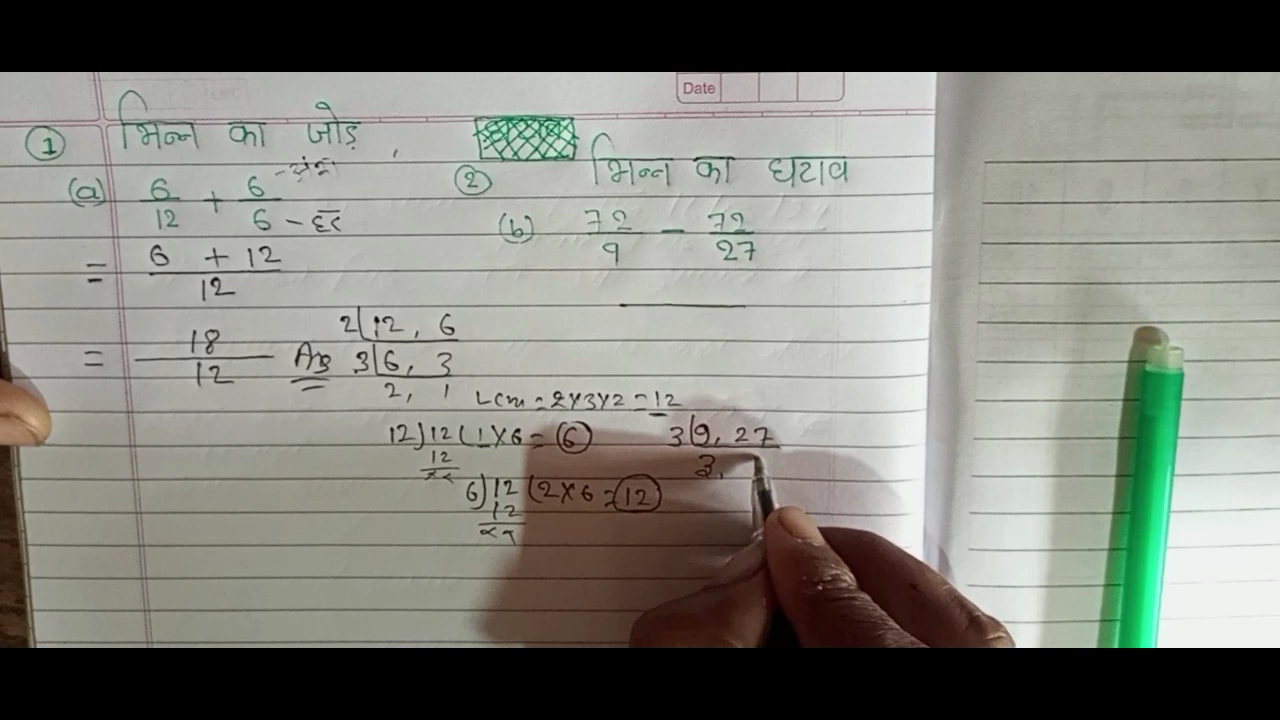 Date
① भिन्न का जोड़
(a) 6/12 + 6/6 - अंश - हर
= 6 + 12 / 12
= 18/12 Ans
2|12, 6
3|6, 3
2, 1
Lcm = 2×3×2 = 12
12)12(1×6 = 6
12
××
6)12(2×6 = 12
12
××
② भिन्न का घटाव
(b) 72/9 - 72/27
3|9, 27
3,